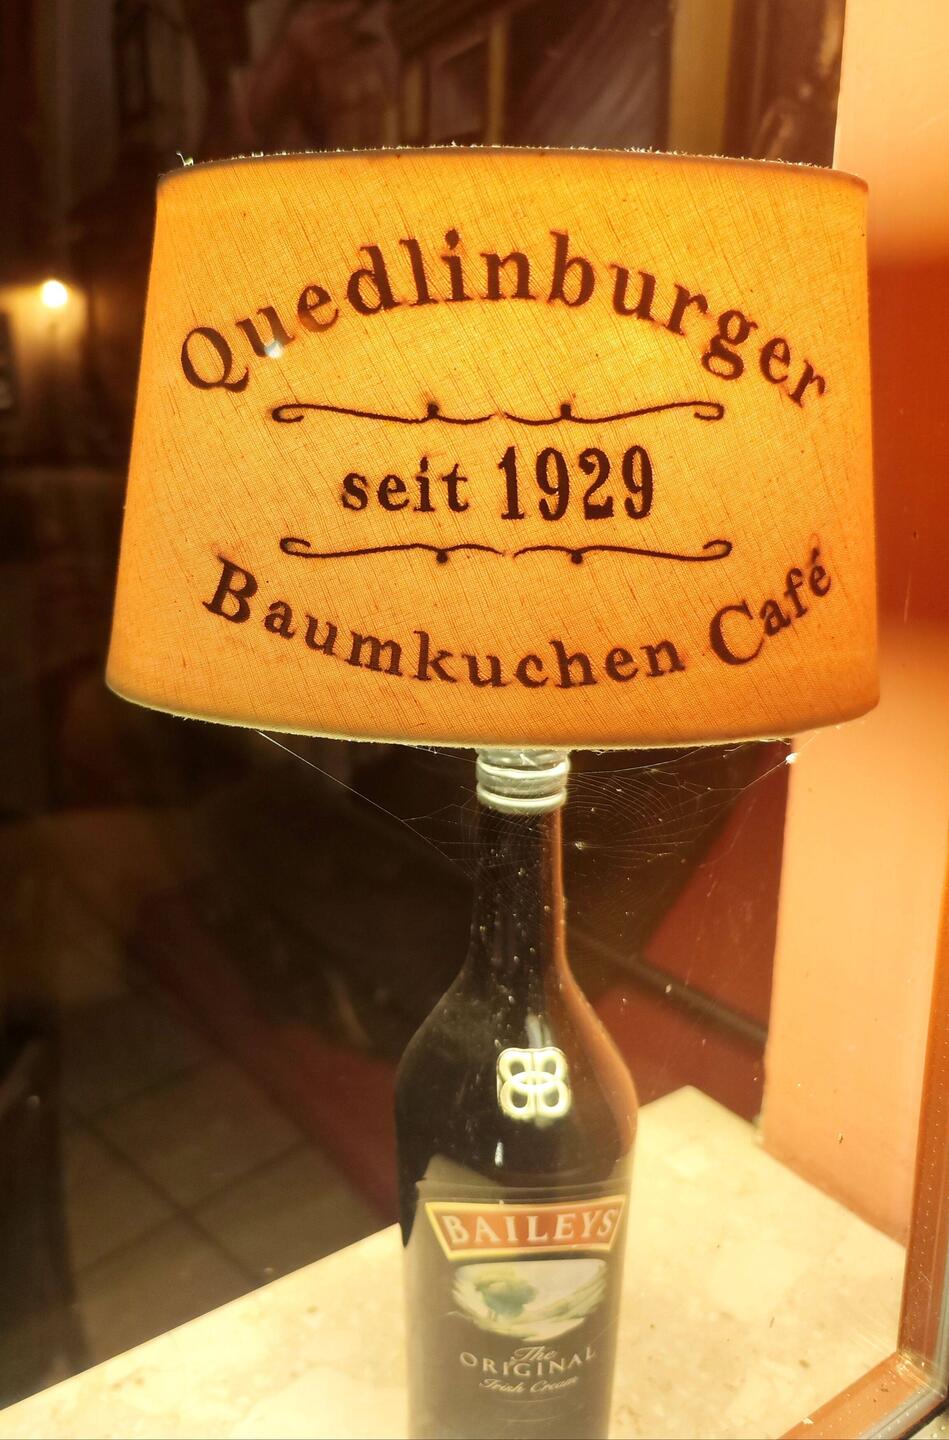 Quedlinburger
seit 1929
Baumkuchen Café
BAILEYS
The
ORIGINAL
Irish Cream